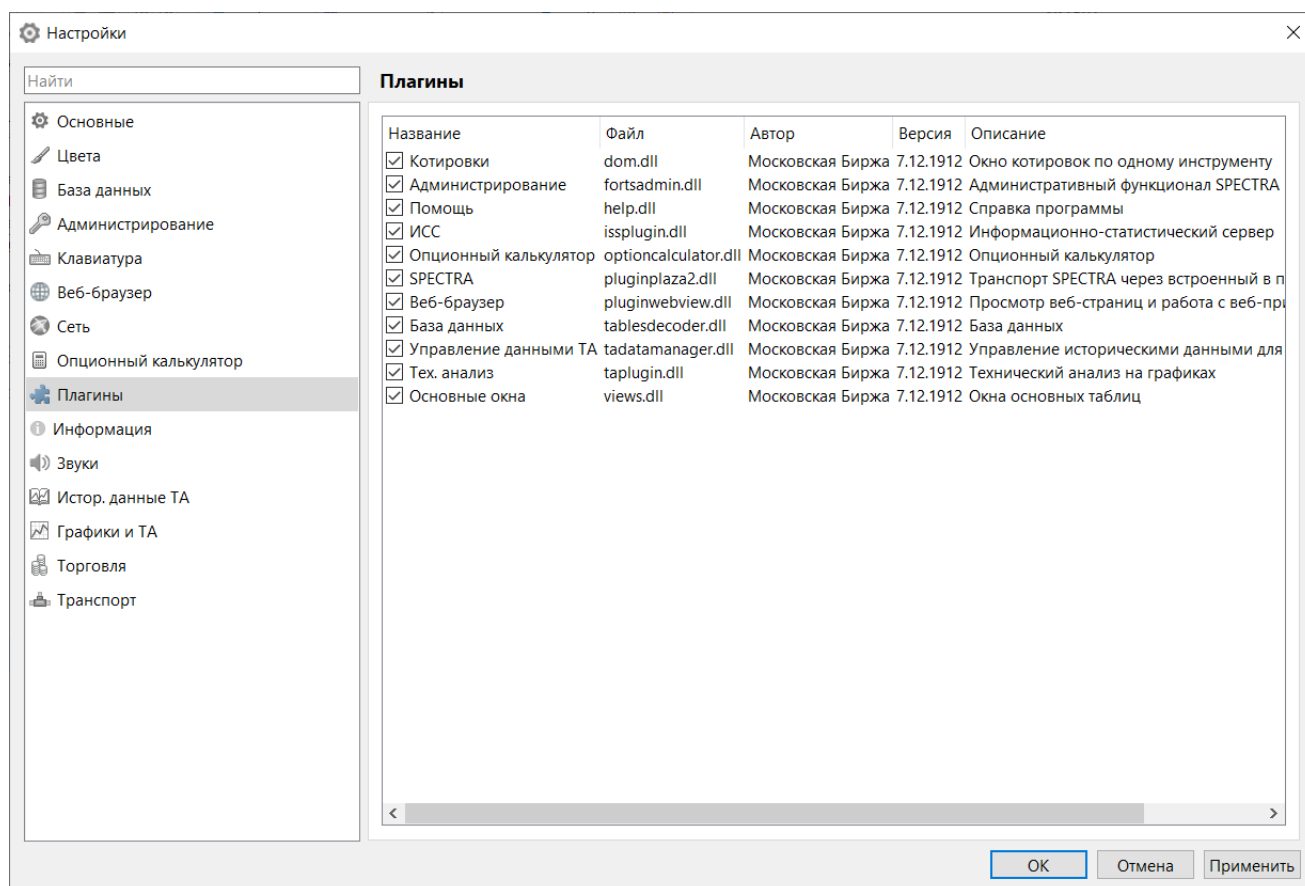 Настройки
Найти
Основные
Цвета
База данных
Администрирование
Клавиатура
Веб-браузер
Сеть
Опционный калькулятор
Плагины
Информация
Звуки
Истор. данные ТА
Графики и ТА
Торговля
Транспорт
Плагины
Название Файл Автор Версия Описание
Котировки dom.dll Московская Биржа 7.12.1912 Окно котировок по одному инструменту
Администрирование fortsadmin.dll Московская Биржа 7.12.1912 Административный функционал SPECTRA
Помощь help.dll Московская Биржа 7.12.1912 Справка программы
ИСС issplugin.dll Московская Биржа 7.12.1912 Информационно-статистический сервер
Опционный калькулятор optioncalculator.dll Московская Биржа 7.12.1912 Опционный калькулятор
SPECTRA pluginplaza2.dll Московская Биржа 7.12.1912 Транспорт SPECTRA через встроенный в п
Веб-браузер pluginwebview.dll Московская Биржа 7.12.1912 Просмотр веб-страниц и работа с веб-при
База данных tablesdecoder.dll Московская Биржа 7.12.1912 База данных
Управление данными ТА tadatamanager.dll Московская Биржа 7.12.1912 Управление историческими данными для
Тех. анализ taplugin.dll Московская Биржа 7.12.1912 Технический анализ на графиках
Основные окна views.dll Московская Биржа 7.12.1912 Окна основных таблиц
ОК Отмена Применить